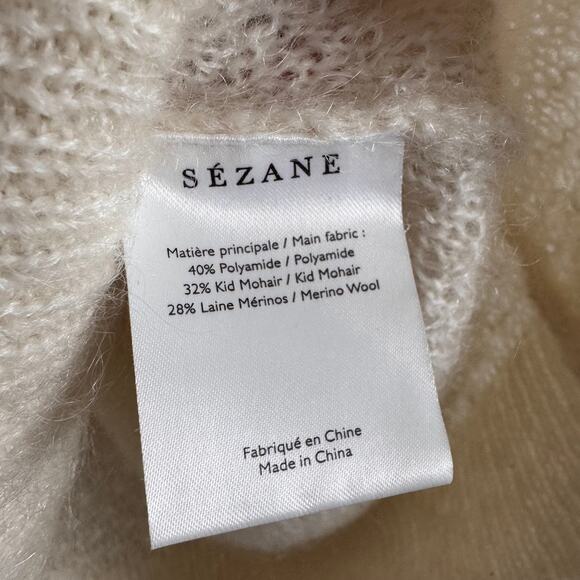 SÉZANE
Matière principale / Main fabric :
40% Polyamide / Polyamide
32% Kid Mohair / Kid Mohair
28% Laine Mérinos / Merino Wool
Fabriqué en Chine
Made in China